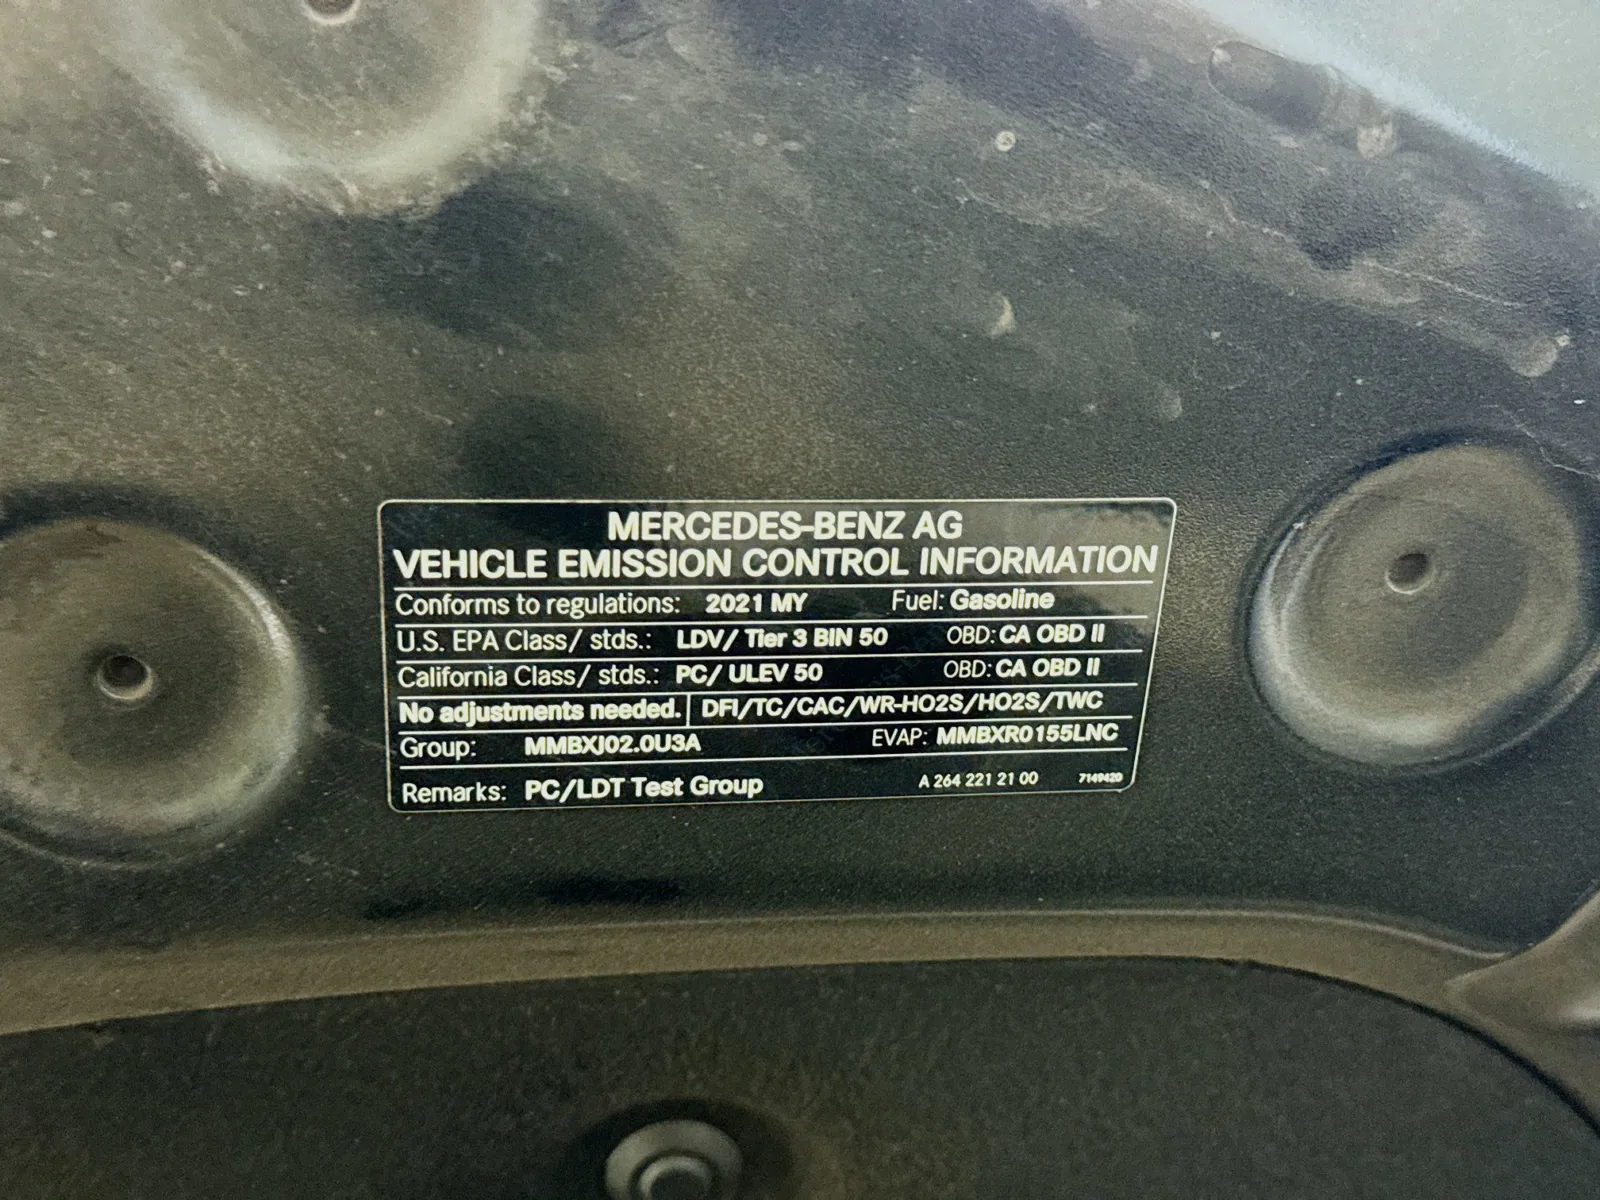 MERCEDES-BENZ AG
VEHICLE EMISSION CONTROL INFORMATION
Conforms to regulations: 2021 MY Fuel: Gasoline
U.S. EPA Class/ stds.: LDV/ Tier 3 BIN 50 OBD: CA OBD II
California Class/ stds.: PC/ ULEV 50 OBD: CA OBD II
No adjustments needed. DFI/TC/CAC/WR-HO2S/HO2S/TWC
Group: MMBXJ02.0U3A EVAP: MMBXR0155LNC
Remarks: PC/LDT Test Group A 264 221 21 00 7149420